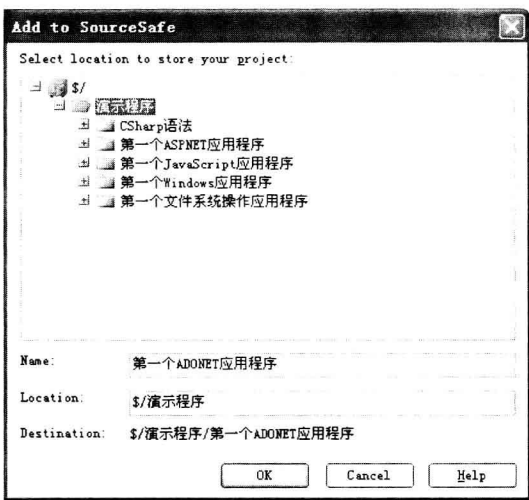 Add to SourceSafe
Select location to store your project:
$/
演示程序
CSharp语法
第一个ASPNET应用程序
第一个JavaScript应用程序
第一个Windows应用程序
第一个文件系统操作应用程序
Name: 第一个ADONET应用程序
Location: $/演示程序
Destination: $/演示程序/第一个ADONET应用程序
OK Cancel Help